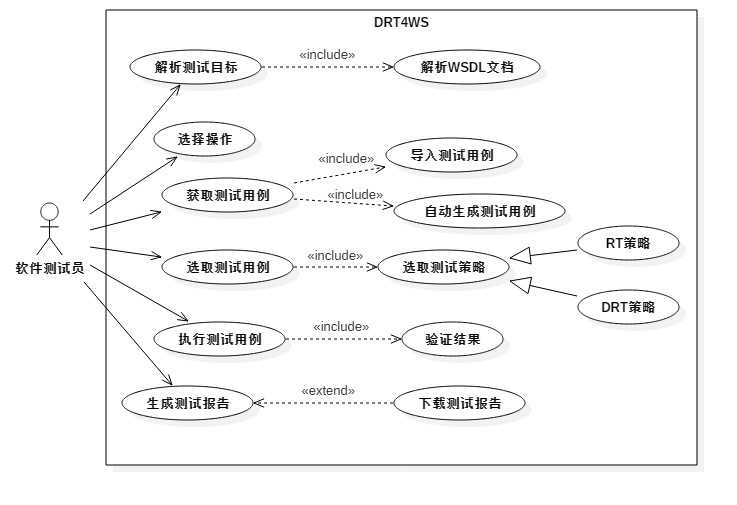 DRT4WS
解析测试目标
«include»
解析WSDL文档
选择操作
获取测试用例
«include»
导入测试用例
«include»
自动生成测试用例
软件测试员
选取测试用例
«include»
选取测试策略
RT策略
DRT策略
执行测试用例
«include»
验证结果
生成测试报告
«extend»
下载测试报告